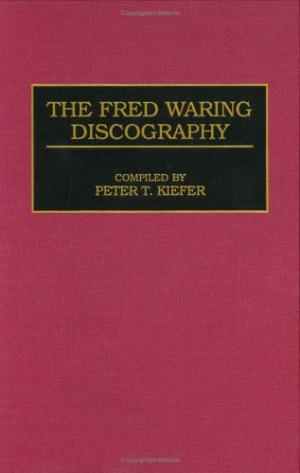 THE FRED WARING
DISCOGRAPHY
COMPILED BY
PETER T. KIEFER